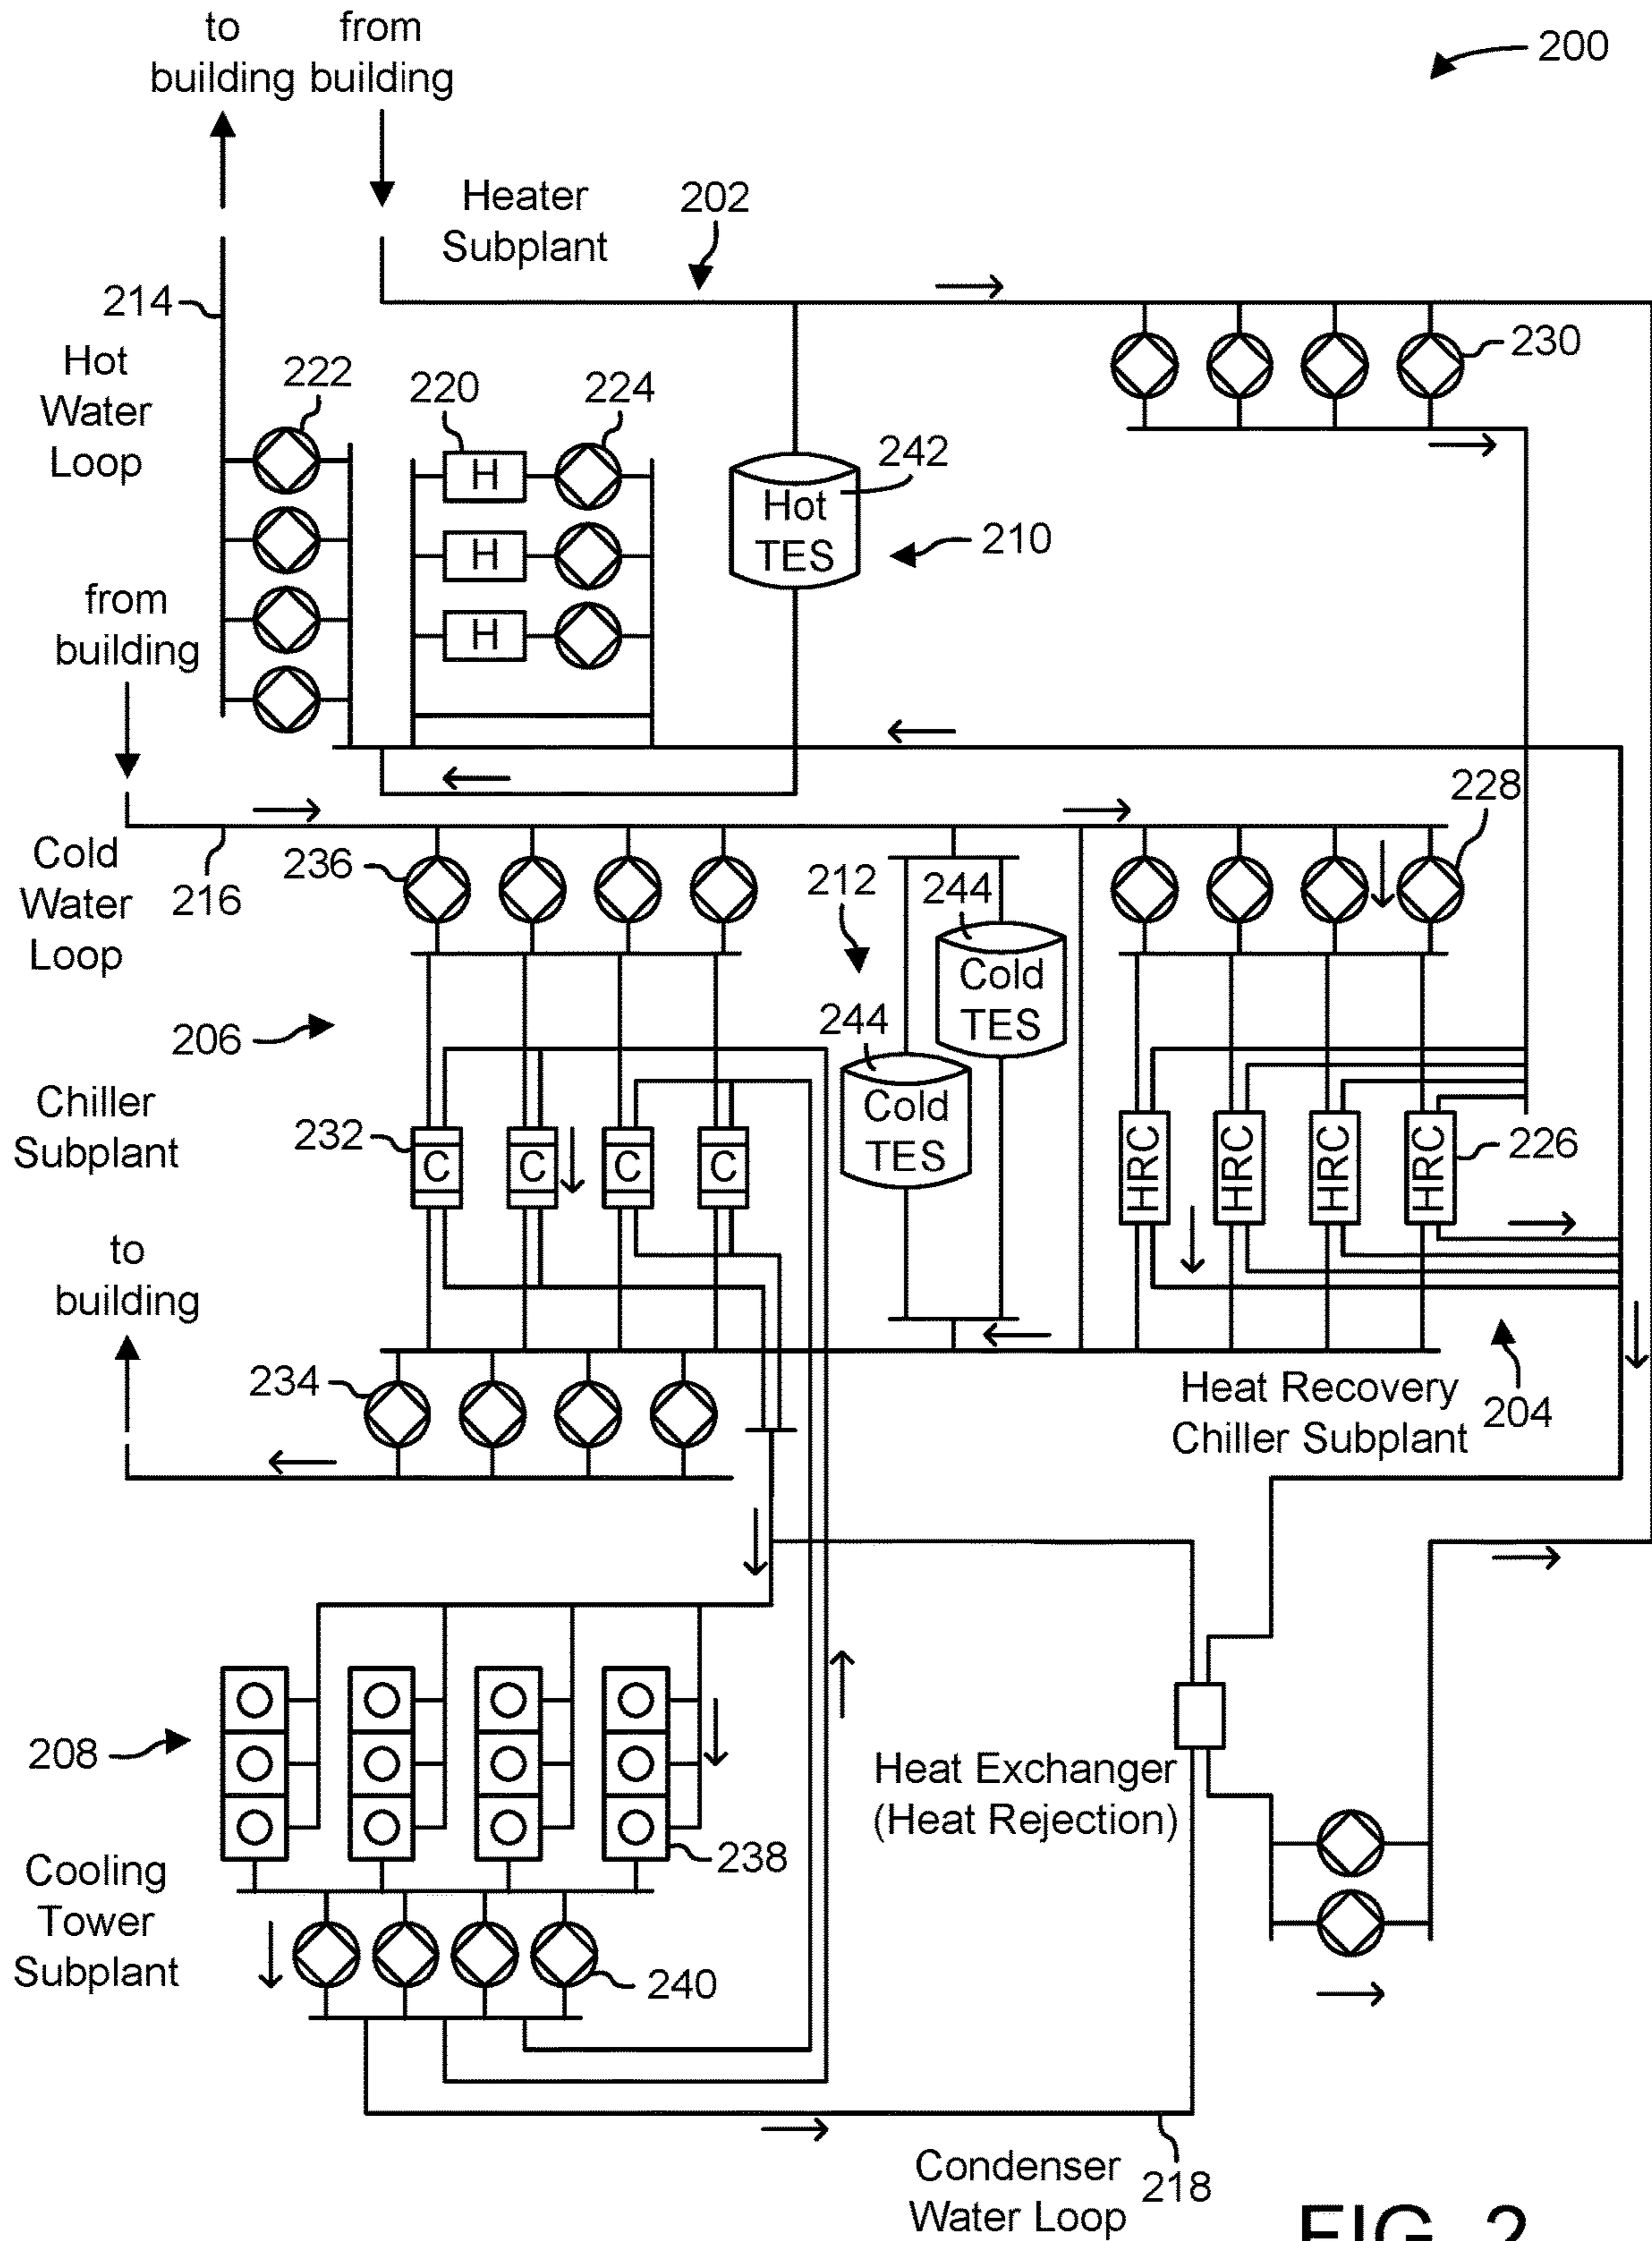 to
building
from
building
200
Heater
Subplant
202
214
Hot
Water
Loop
222
220
224
230
H
H
H
Hot
TES
242
210
from
building
228
Cold
Water
Loop
216
236
212
244
Cold
TES
244
Cold
TES
206
Chiller
Subplant
232
C
C
C
C
HRC
HRC
HRC
HRC
226
to
building
234
Heat Recovery
Chiller Subplant
204
208
238
Heat Exchanger
(Heat Rejection)
Cooling
Tower
Subplant
240
Condenser
Water Loop
218
FIG. 2